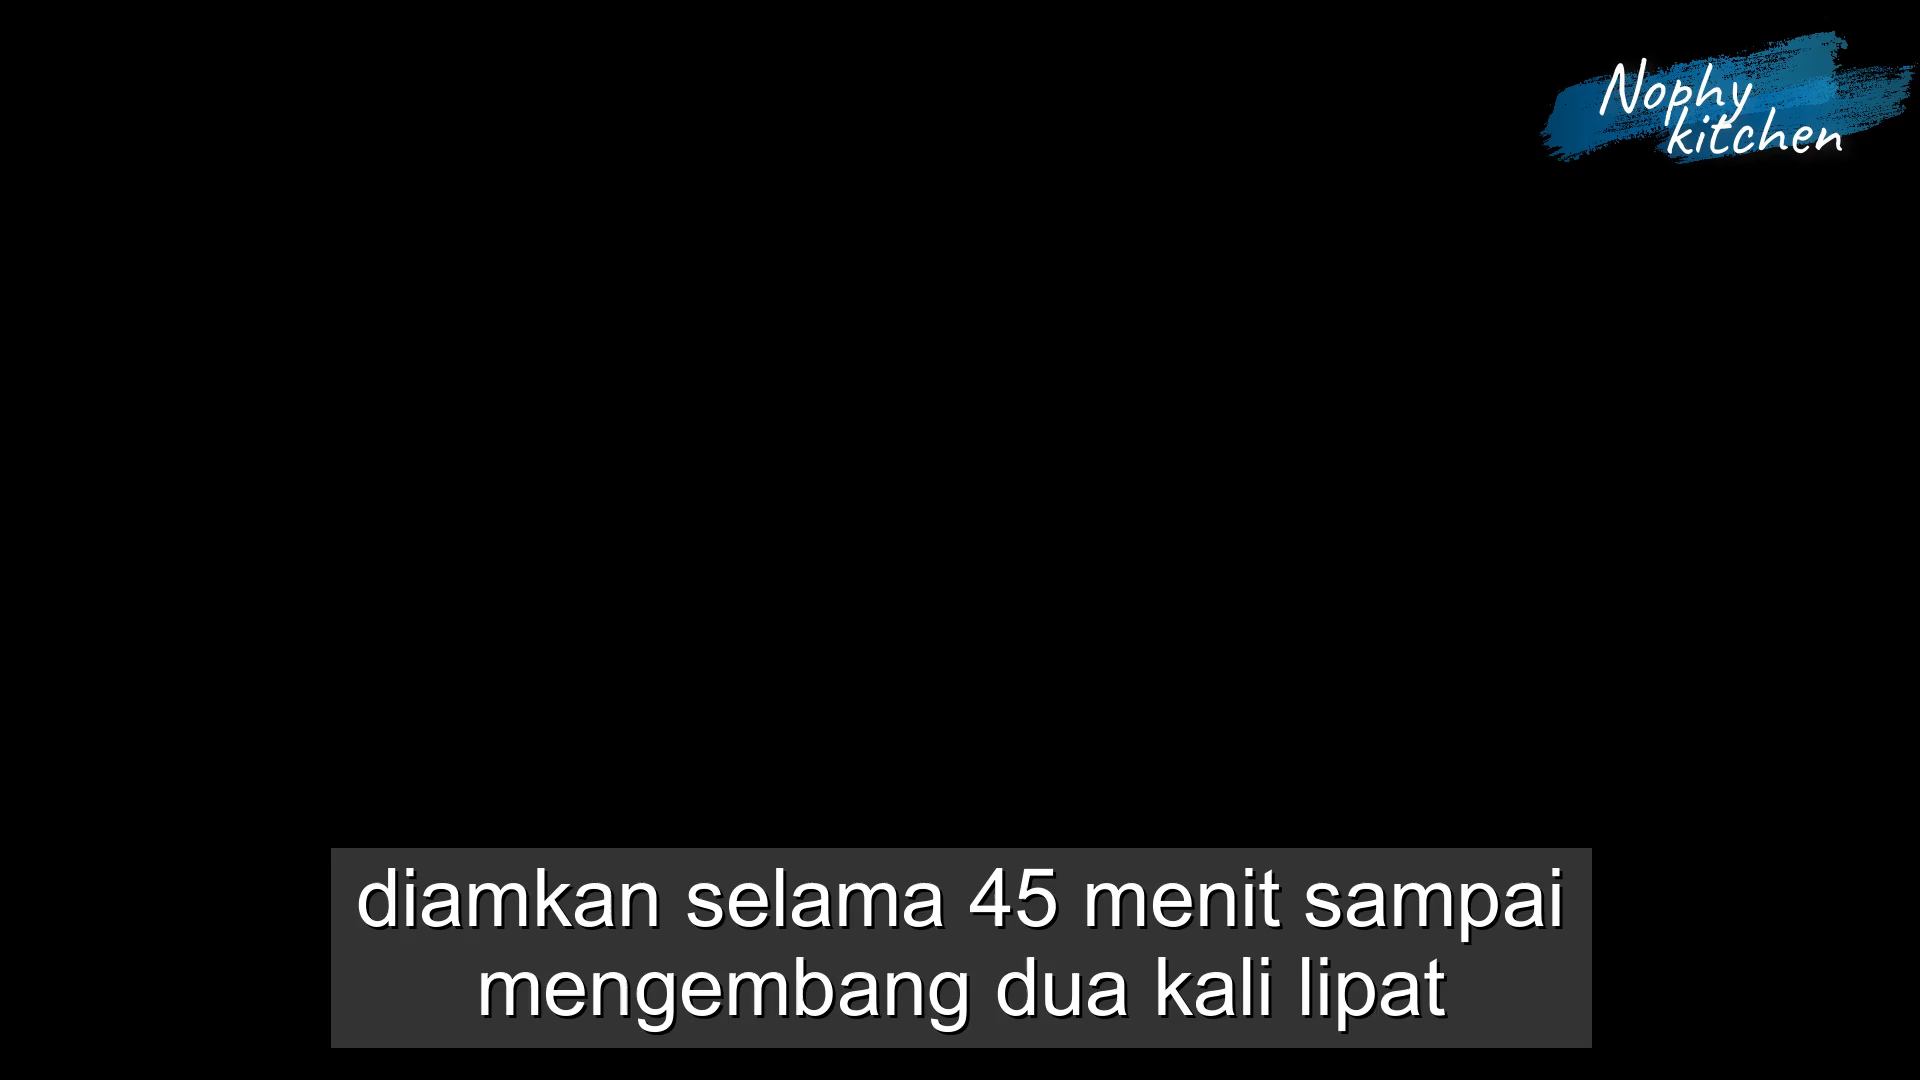 Nophy
kitchen
diamkan selama 45 menit sampai
mengembang dua kali lipat